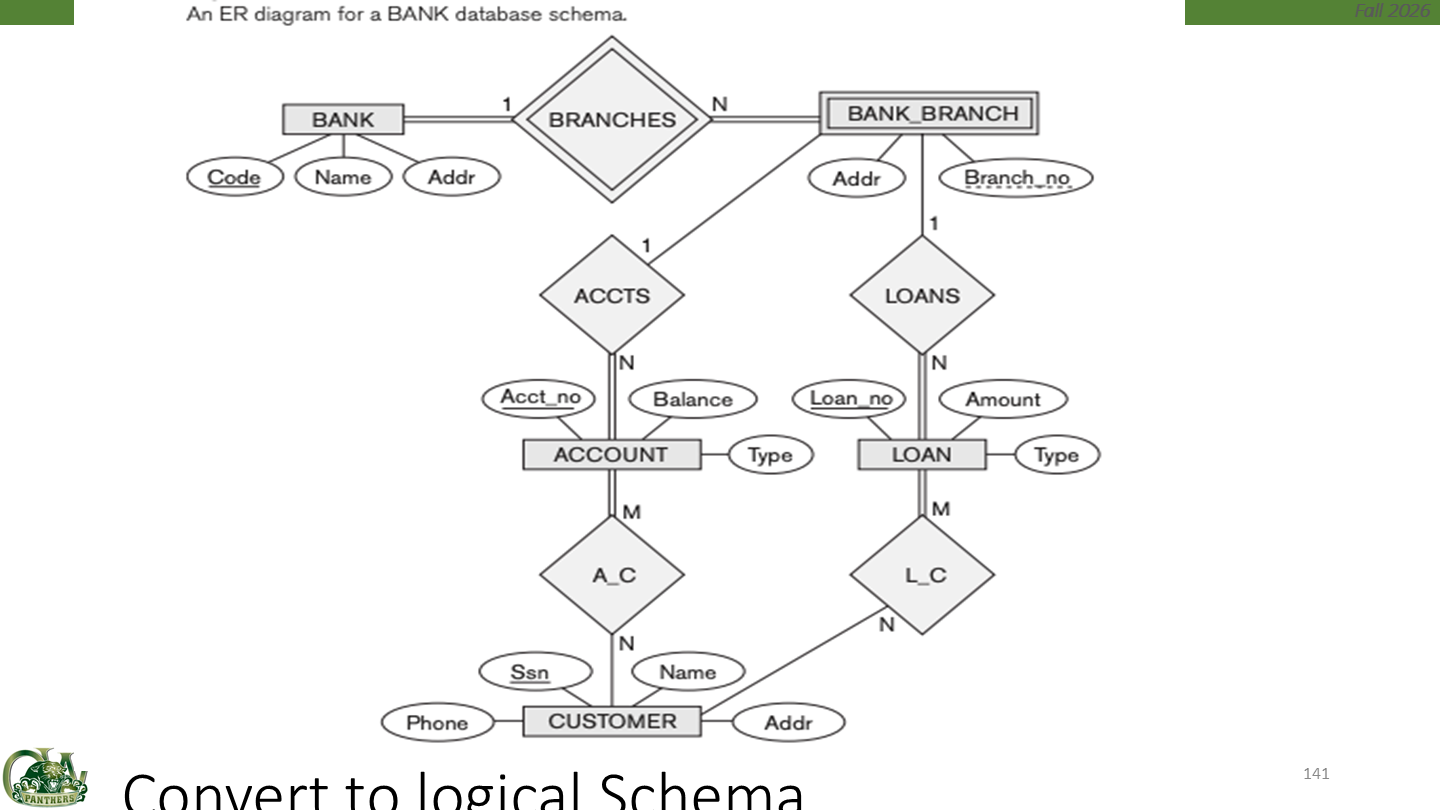 An ER diagram for a BANK database schema.
Fall 2026
1
N
BANK
BRANCHES
BANK_BRANCH
Code
Name
Addr
Addr
Branch_no
1
1
ACCTS
LOANS
N
N
Acct_no
Balance
Loan_no
Amount
ACCOUNT
Type
LOAN
Type
M
M
A_C
L_C
N
N
Ssn
Name
Phone
CUSTOMER
Addr
PANTHERS
141
Convert to logical Schema